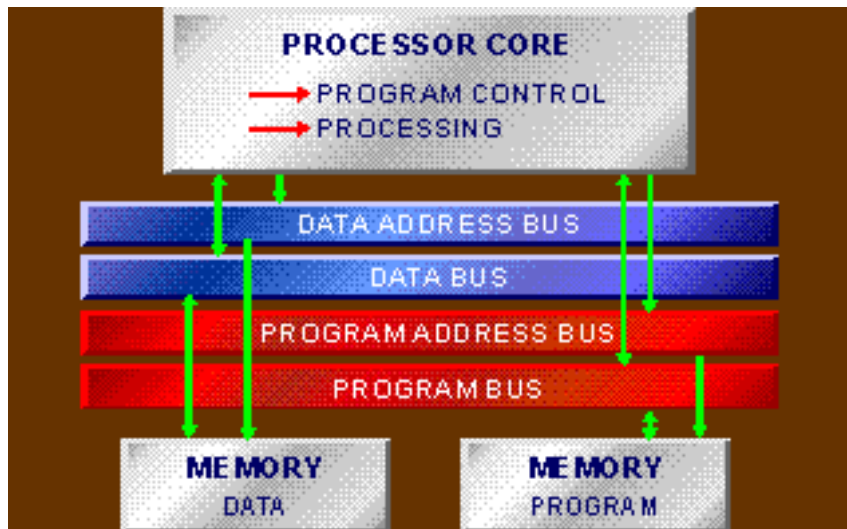 PROCESSOR CORE
PROGRAM CONTROL
PROCESSING
DATA ADDRESS BUS
DATA BUS
PROGRAM ADDRESS BUS
PROGRAM BUS
MEMORY
DATA
MEMORY
PROGRAM